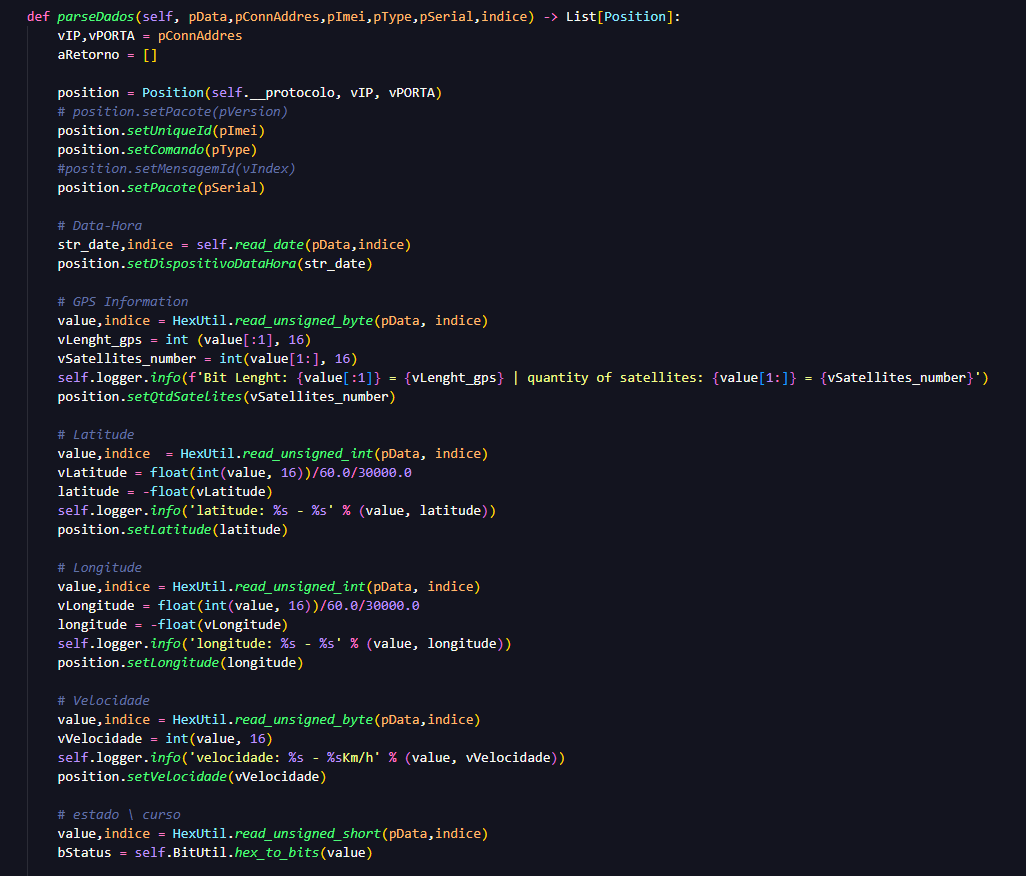 def parseDados(self, pData,pConnAddres,pImei,pType,pSerial,indice) -> List[Position]:
vIP,vPORTA = pConnAddres
aRetorno = []
position = Position(self.__protocolo, vIP, vPORTA)
# position.setPacote(pVersion)
position.setUniqueId(pImei)
position.setComando(pType)
#position.setMensagemId(vIndex)
position.setPacote(pSerial)
# Data-Hora
str_date,indice = self.read_date(pData,indice)
position.setDispositivoDataHora(str_date)
# GPS Information
value,indice = HexUtil.read_unsigned_byte(pData, indice)
vLenght_gps = int (value[:1], 16)
vSatellites_number = int(value[1:], 16)
self.logger.info(f'Bit Lenght: {value[:1]} = {vLenght_gps} | quantity of satellites: {value[1:]} = {vSatellites_number}')
position.setQtdSatelites(vSatellites_number)
# Latitude
value,indice  = HexUtil.read_unsigned_int(pData, indice)
vLatitude = float(int(value, 16))/60.0/30000.0
latitude = -float(vLatitude)
self.logger.info('latitude: %s - %s' % (value, latitude))
position.setLatitude(latitude)
# Longitude
value,indice = HexUtil.read_unsigned_int(pData, indice)
vLongitude = float(int(value, 16))/60.0/30000.0
longitude = -float(vLongitude)
self.logger.info('longitude: %s - %s' % (value, longitude))
position.setLongitude(longitude)
# Velocidade
value,indice = HexUtil.read_unsigned_byte(pData,indice)
vVelocidade = int(value, 16)
self.logger.info('velocidade: %s - %sKm/h' % (value, vVelocidade))
position.setVelocidade(vVelocidade)
# estado \ curso
value,indice = HexUtil.read_unsigned_short(pData,indice)
bStatus = self.BitUtil.hex_to_bits(value)